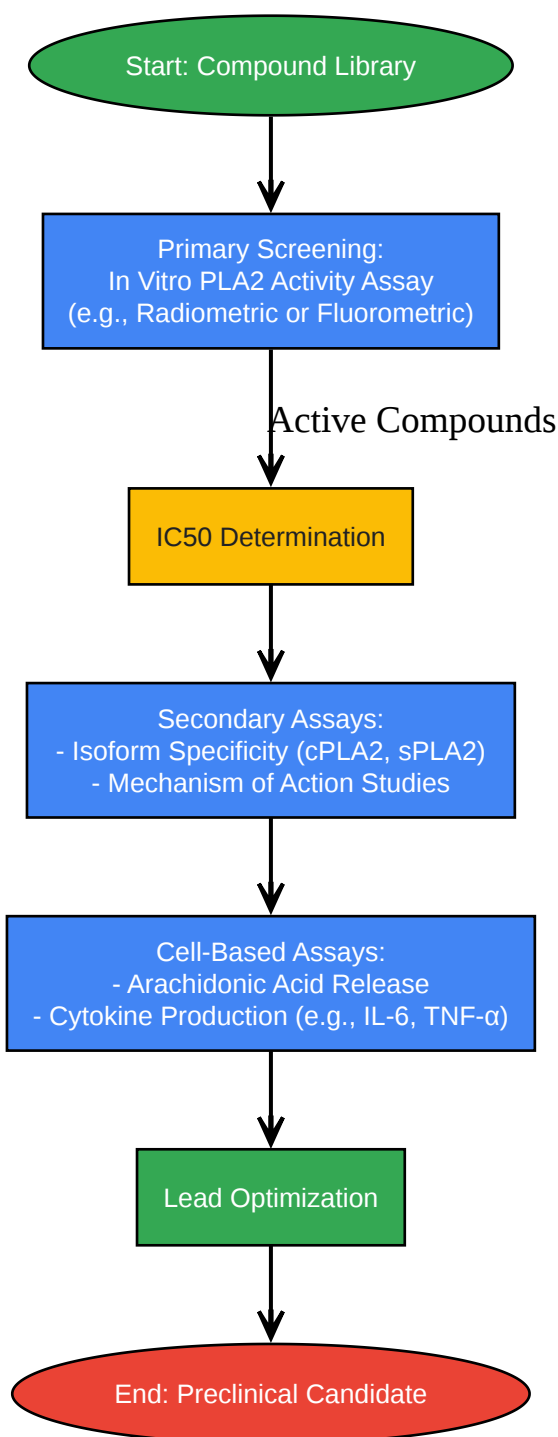 Start: Compound Library
Primary Screening:
In Vitro PLA2 Activity Assay
(e.g., Radiometric or Fluorometric)
Active Compounds
IC50 Determination
Secondary Assays:
- Isoform Specificity (cPLA2, sPLA2)
- Mechanism of Action Studies
Cell-Based Assays:
- Arachidonic Acid Release
- Cytokine Production (e.g., IL-6, TNF-α)
Lead Optimization
End: Preclinical Candidate